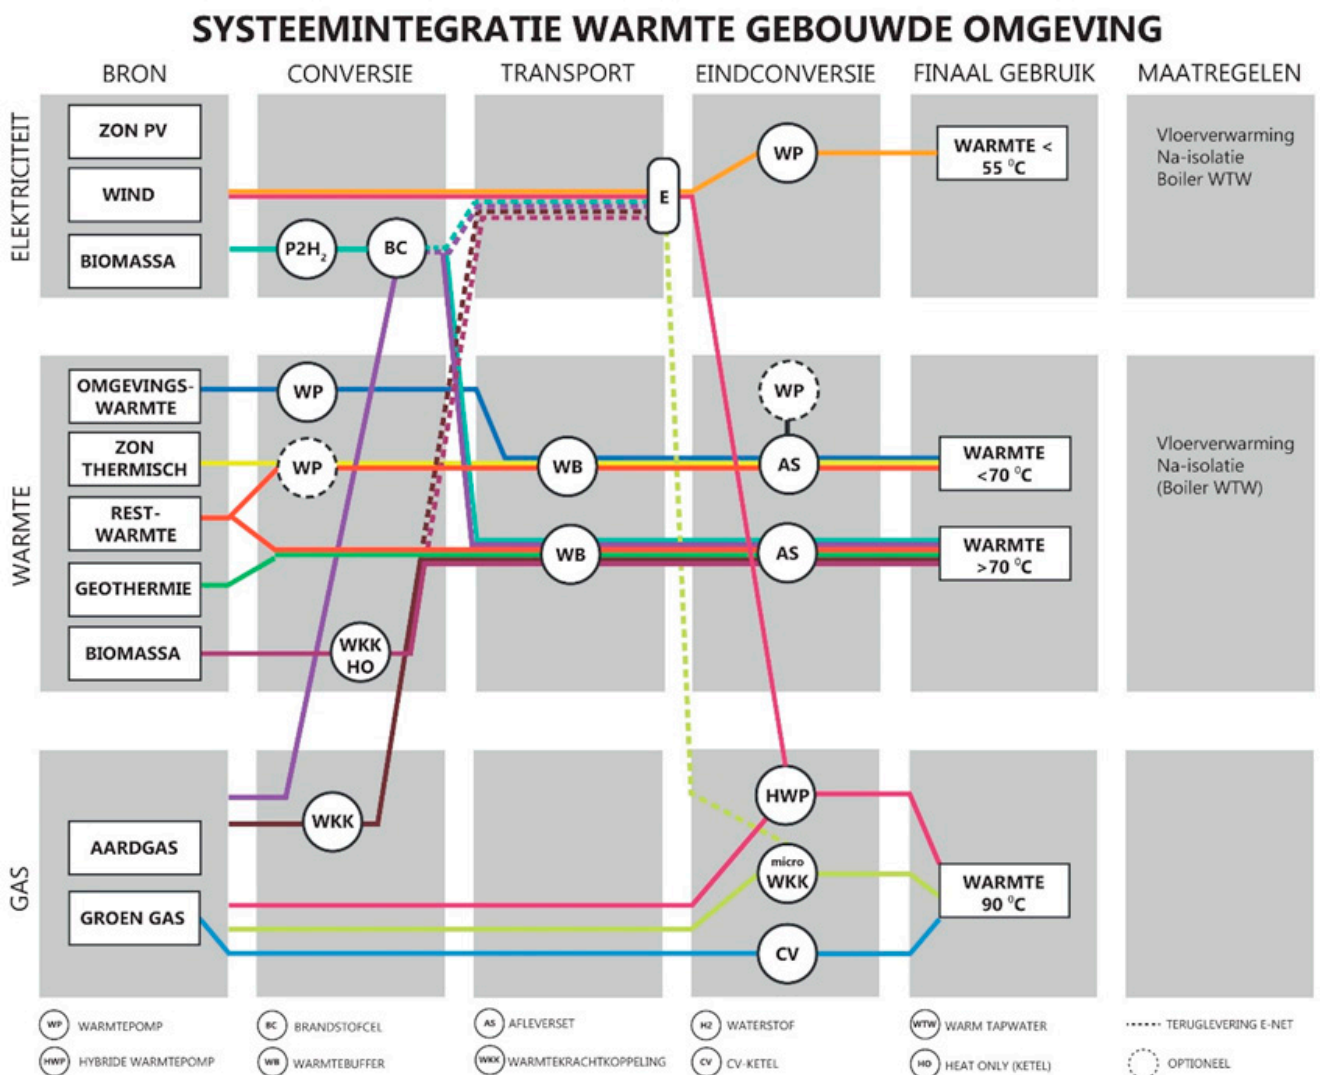 SYSTEEMINTEGRATIE WARMTE GEBOUWDE OMGEVING
BRON CONVERSIE TRANSPORT EINDCONVERSIE FINAAL GEBRUIK MAATREGELEN
ELEKTRICITEIT
ZON PV
WIND
BIOMASSA
P2H₂
BC
E
WP
WARMTE <
55 ⁰C
Vloerverwarming
Na-isolatie
Boiler WTW
WARMTE
OMGEVINGS-
WARMTE
ZON
THERMISCH
REST-
WARMTE
GEOTHERMIE
BIOMASSA
WP
WP
WKK
HO
WB
WB
WP
AS
AS
WARMTE
<70 ⁰C
WARMTE
>70 ⁰C
Vloerverwarming
Na-isolatie
(Boiler WTW)
GAS
AARDGAS
GROEN GAS
WKK
HWP
micro
WKK
CV
WARMTE
90 ⁰C
WP WARMTEPOMP
BC BRANDSTOFCEL
AS AFLEVERSET
H2 WATERSTOF
WTW WARM TAPWATER
TERUGLEVERING E-NET
HWP HYBRIDE WARMTEPOMP
WB WARMTEBUFFER
WKK WARMTEKRACHTKOPPELING
CV CV-KETEL
HO HEAT ONLY (KETEL)
OPTIONEEL